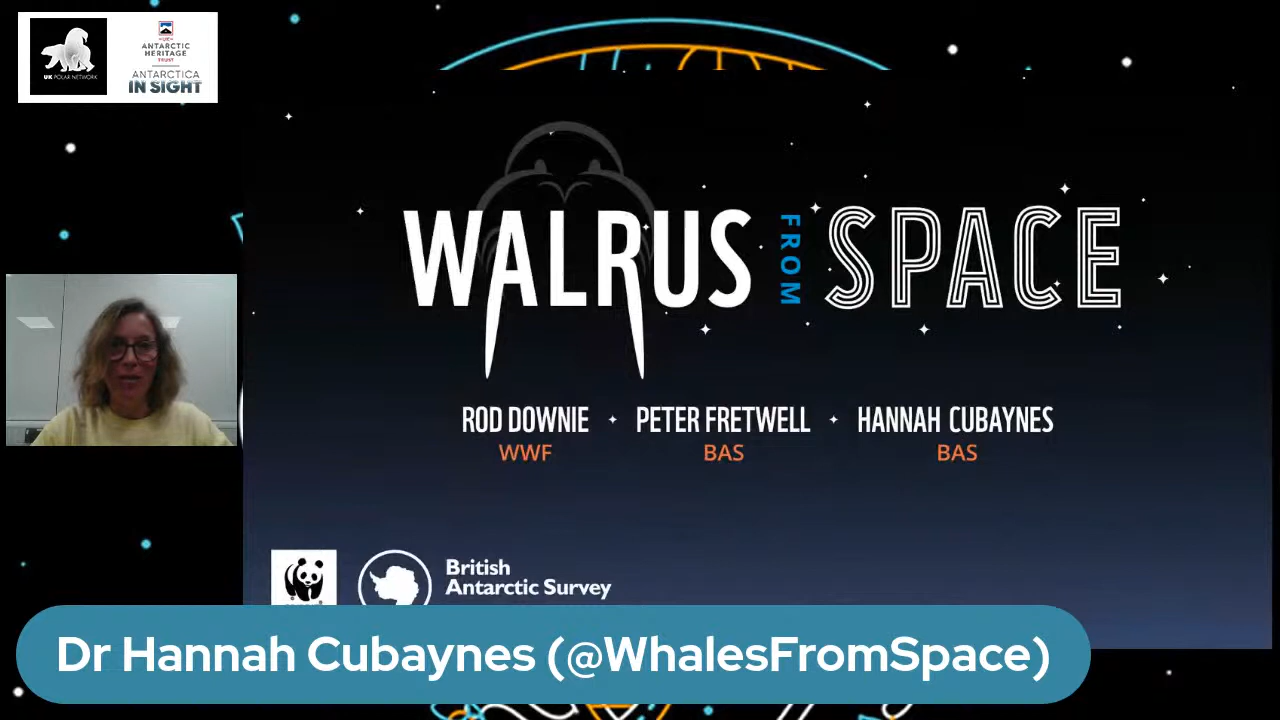 UK POLAR NETWORK
UK
ANTARCTIC
HERITAGE
TRUST
ANTARCTICA
IN SIGHT
WALRUS FROM SPACE
ROD DOWNIE
WWF
PETER FRETWELL
BAS
HANNAH CUBAYNES
BAS
British
Antarctic Survey
Dr Hannah Cubaynes (@WhalesFromSpace)